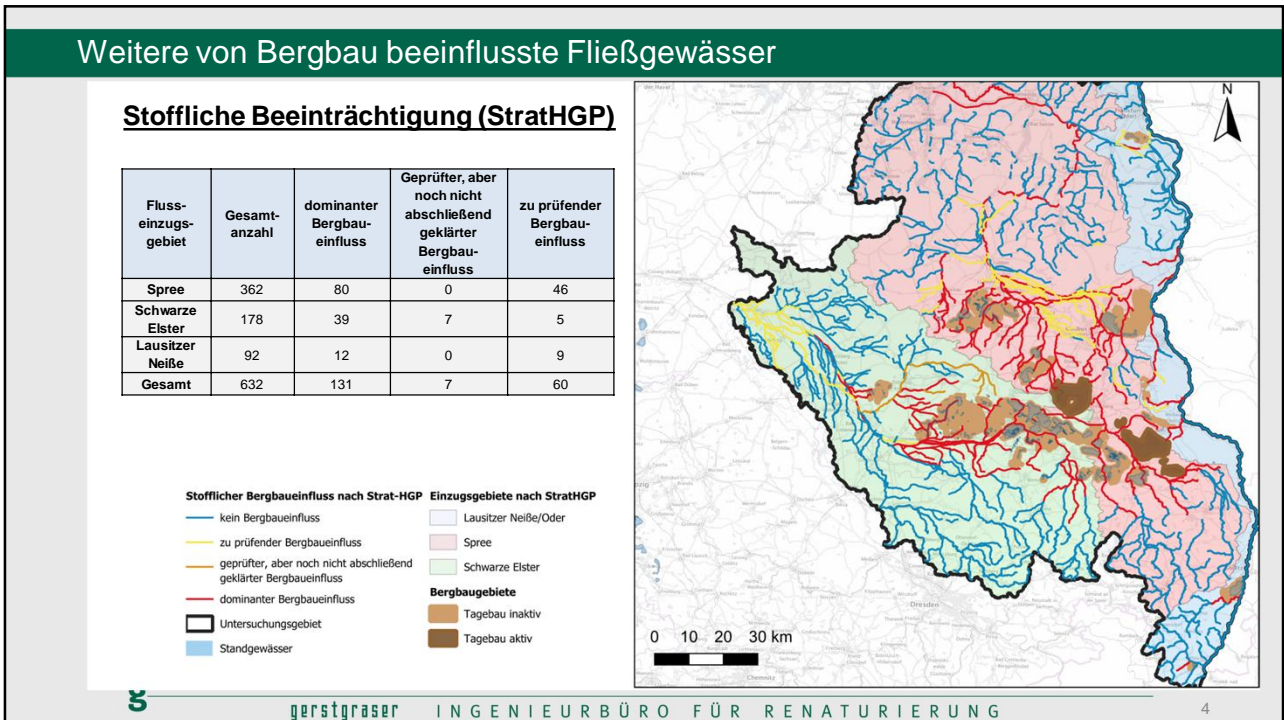 Weitere von Bergbau beeinflusste Fließgewässer
Stoffliche Beeinträchtigung (StratHGP)
Fluss-
einzugs-
gebiet
Gesamt-
anzahl
dominanter
Bergbau-
einfluss
Geprüfter, aber
noch nicht
abschließend
geklärter
Bergbau-
einfluss
zu prüfender
Bergbau-
einfluss
Spree 362 80 0 46
Schwarze
Elster 178 39 7 5
Lausitzer
Neiße 92 12 0 9
Gesamt 632 131 7 60
Stofflicher Bergbaueinfluss nach Strat-HGP
kein Bergbaueinfluss
zu prüfender Bergbaueinfluss
geprüfter, aber noch nicht abschließend
geklärter Bergbaueinfluss
dominanter Bergbaueinfluss
Untersuchungsgebiet
Standgewässer
Einzugsgebiete nach StratHGP
Lausitzer Neiße/Oder
Spree
Schwarze Elster
Bergbaugebiete
Tagebau inaktiv
Tagebau aktiv
N
Dresden
Chemnitz
0 10 20 30 km
g
gerstgraser INGENIEURBÜRO FÜR RENATURIERUNG
4